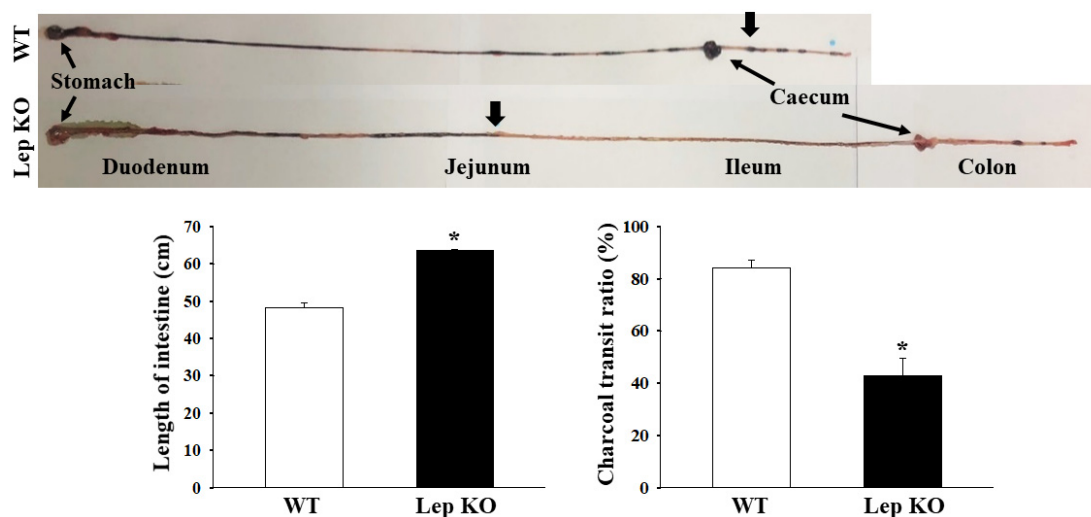 WT
Stomach
Caecum
Lep KO
Duodenum
Jejunum
Ileum
Colon
Length of intestine (cm)
70
60
50
40
30
20
10
0
*
WT
Lep KO
Charcoal transit ratio (%)
100
80
60
40
20
0
*
WT
Lep KO